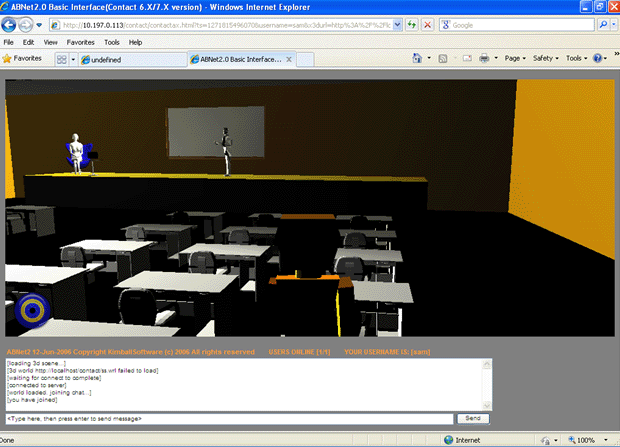 ABNet2.0 Basic Interface(Contact 6.X/7.X version) - Windows Internet Explorer
http://10.197.0.113/contact/contactax.html?ts=1271815496070&username=sam&x3durl=http%3A%2F%2Flc
Google
File Edit View Favorites Tools Help
Favorites undefined ABNet2.0 Basic Interface... Page Safety Tools
ABNet2 12-Jun-2006 Copyright KimballSoftware (c) 2006 All rights reserved USERS ONLINE [1/1] YOUR USERNAME IS: [sam]
[loading 3d scene...]
[3d world http://localhost/contact/ss.wrl failed to load]
[waiting for connect to complete]
[connected to server]
[world loaded. joining chat...]
[you have joined]
<Type here, then press enter to send message> Send
Done Internet 100%